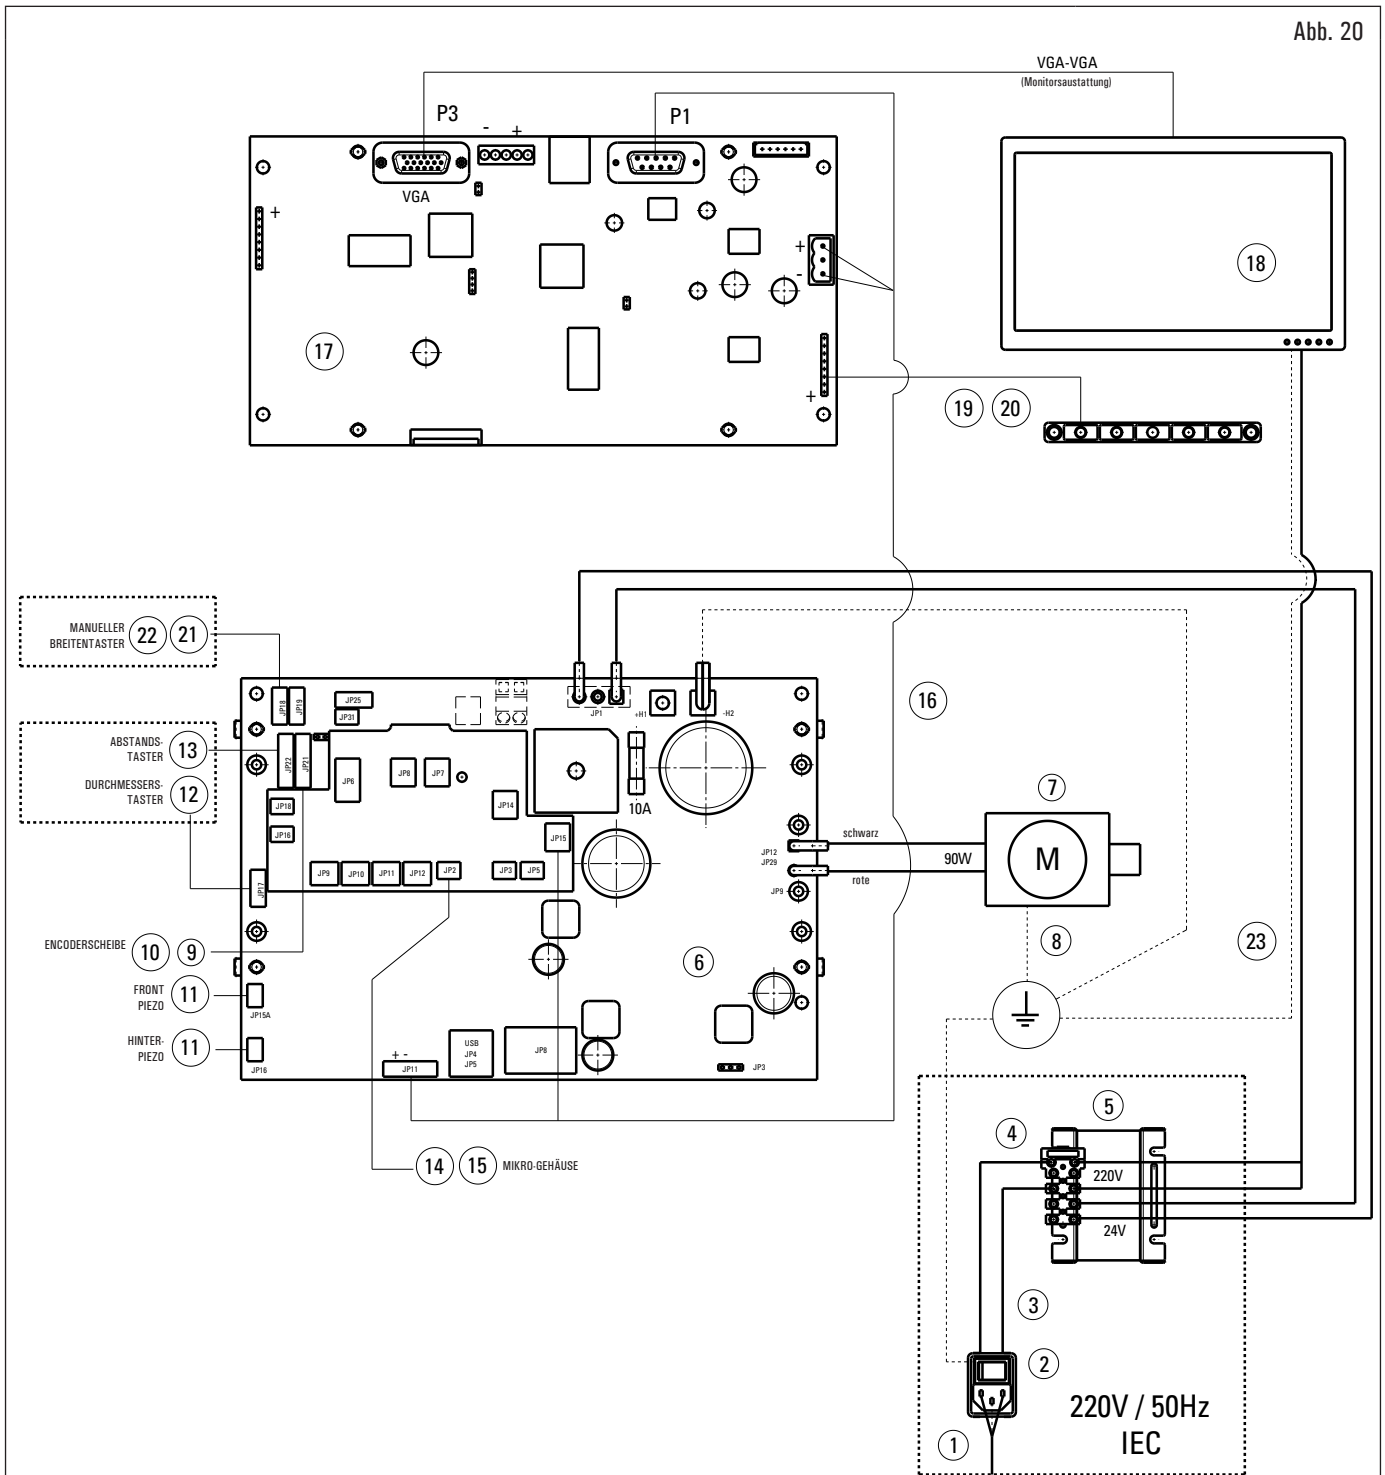 Abb. 20
VGA-VGA
(Monitorsaustattung)
P3
- +
P1
VGA
+
+
-
+
17
18
19 20
MANUELLER
BREITENTASTER
22 21
ABSTANDS-
TASTER
13
DURCHMESSERS-
TASTER
12
ENCODERSCHEIBE
10 9
FRONT
PIEZO
11
HINTER-
PIEZO
11
JP18
JP19
JP25
JP31
JP22
JP21
JP6
JP8
JP7
JP14
JP18
JP16
JP15
JP9
JP10
JP11
JP12
JP2
JP3
JP5
JP17
JP1
+H1
-H2
10A
JP12
JP29
JP9
schwarz
90W
rote
7
M
8
16
23
6
JP15A
JP16
+ -
JP11
USB
JP4
JP5
JP8
JP3
14 15 MIKRO-GEHÄUSE
4
5
220V
24V
3
2
1
220V / 50Hz
IEC